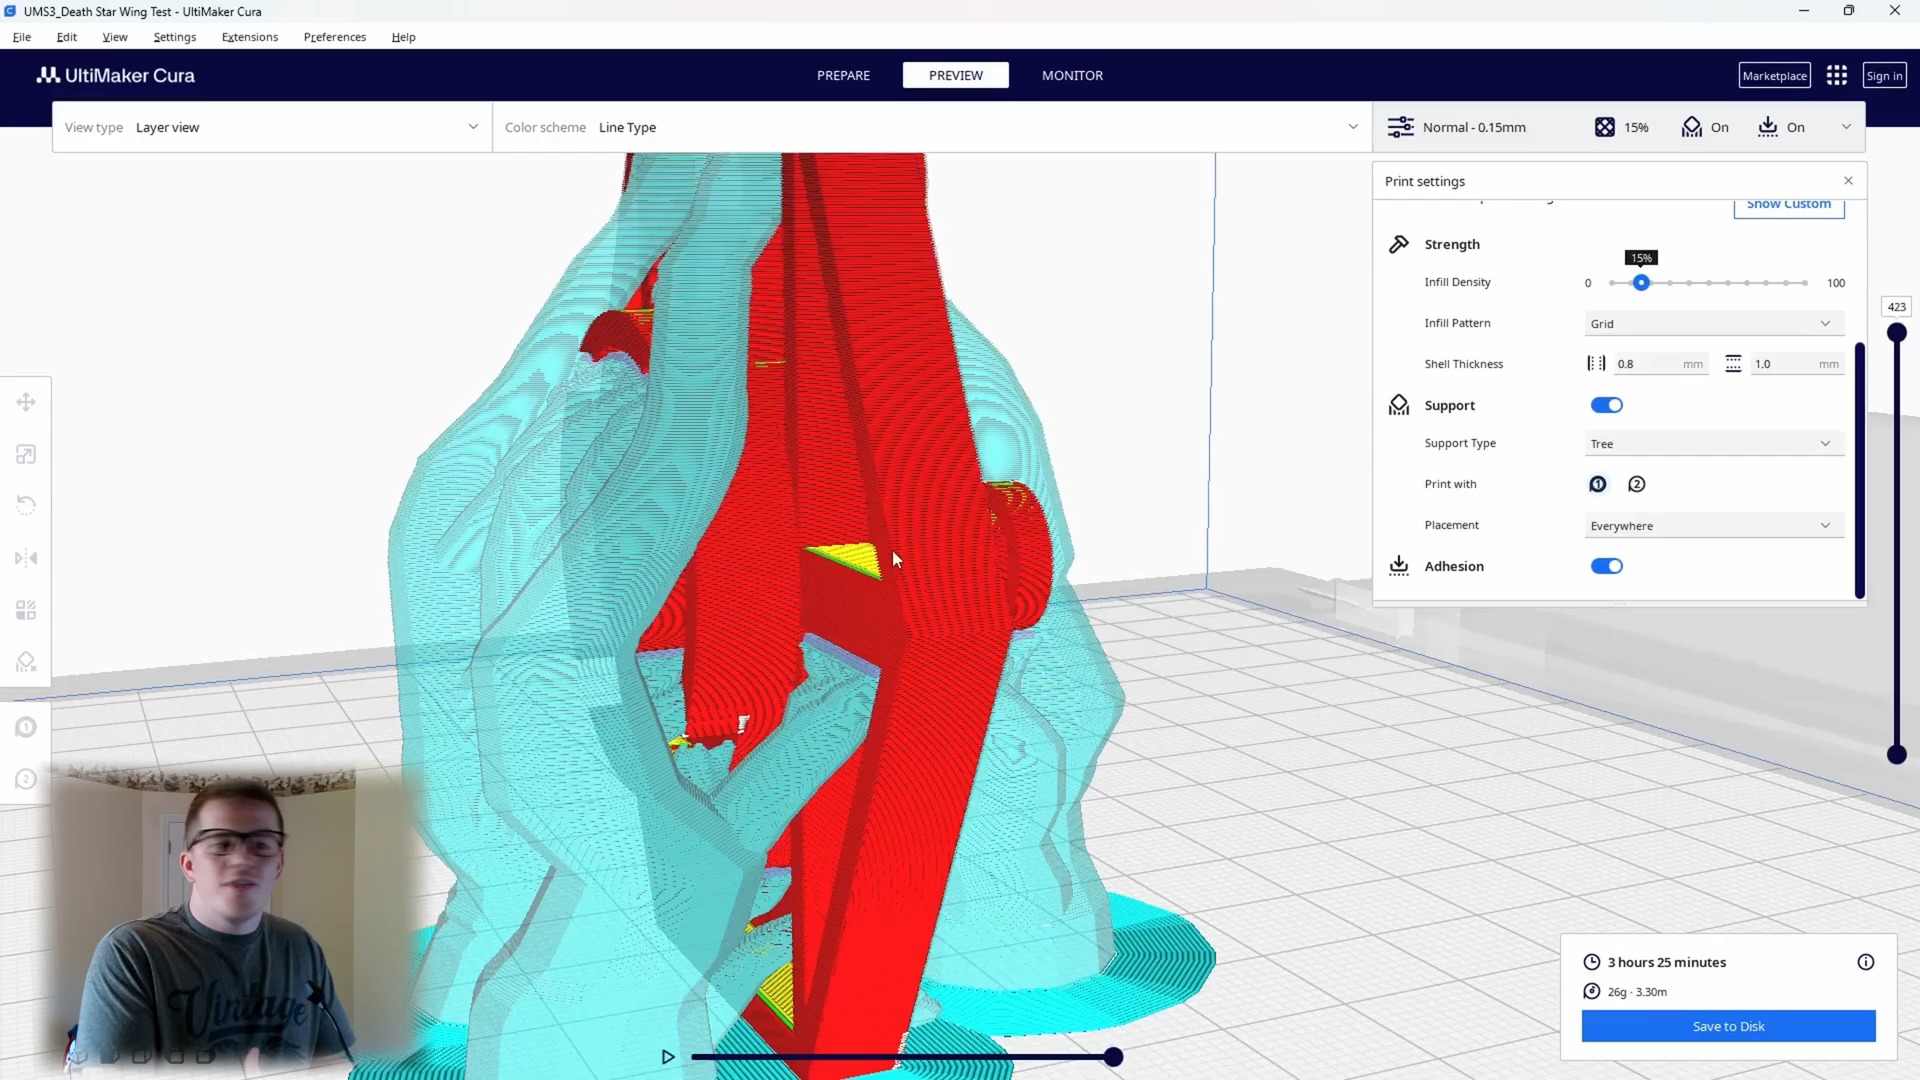 UMS3_Death Star Wing Test - UltiMaker Cura
File Edit View Settings Extensions Preferences Help
UltiMaker Cura
PREPARE PREVIEW MONITOR
Marketplace
Sign in
View type Layer view
Color scheme Line Type
Normal - 0.15mm 15% On On
Print settings
Show Custom
Strength
15%
Infill Density 0 100
Infill Pattern Grid
Shell Thickness 0.8 mm 1.0 mm
Support
Support Type Tree
Print with 1 2
Placement Everywhere
Adhesion
423
1
2
Vintage
3 hours 25 minutes
26g · 3.30m
Save to Disk